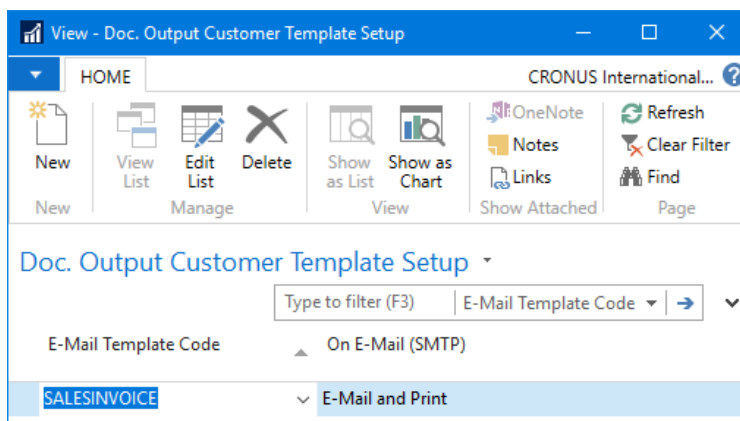 View - Doc. Output Customer Template Setup
HOME
CRONUS International... ?
New
View List
Edit List
Delete
Show as List
Show as Chart
OneNote
Notes
Links
Refresh
Clear Filter
Find
New
Manage
View
Show Attached
Page
Doc. Output Customer Template Setup
Type to filter (F3)
E-Mail Template Code
E-Mail Template Code
On E-Mail (SMTP)
SALESINVOICE
E-Mail and Print